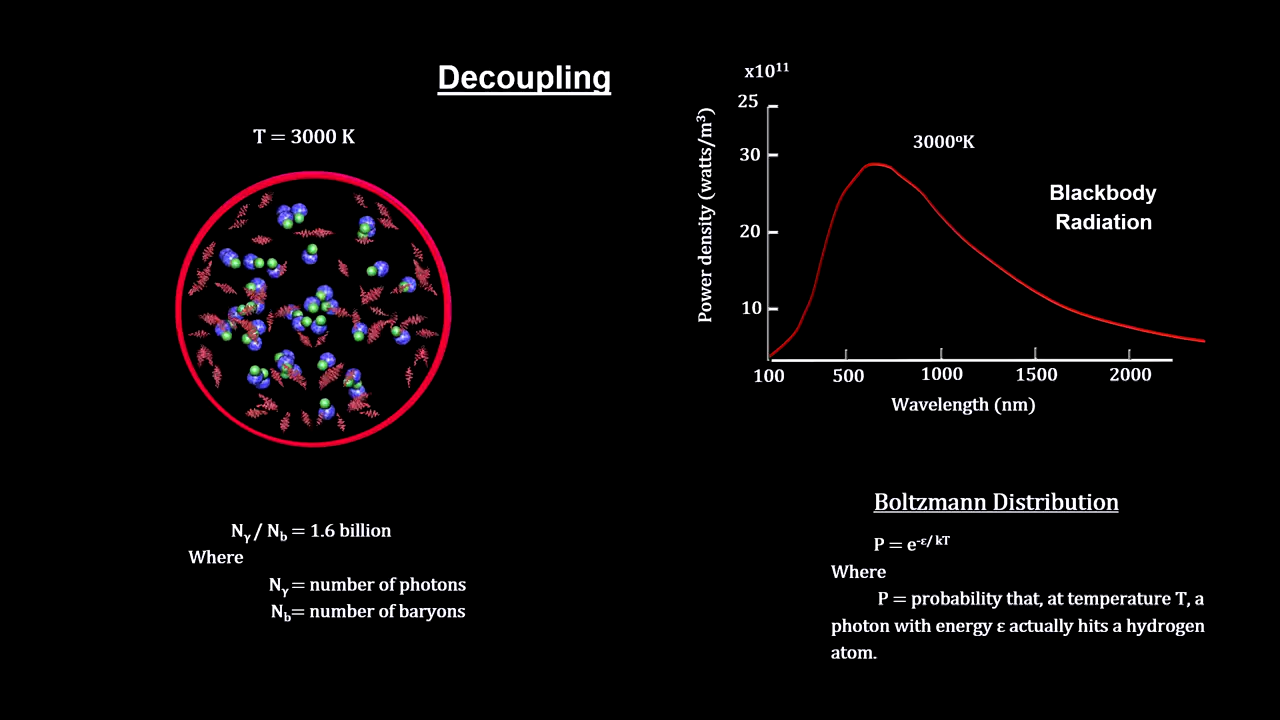 Decoupling
T = 3000 K
Nγ / Nb = 1.6 billion
Where
Nγ = number of photons
Nb= number of baryons
x10¹¹
25
30
20
10
Power density (watts/m³)
3000ᵒK
Blackbody
Radiation
100 500 1000 1500 2000
Wavelength (nm)
Boltzmann Distribution
P = e^-ε/ kT
Where
P = probability that, at temperature T, a
photon with energy ε actually hits a hydrogen
atom.